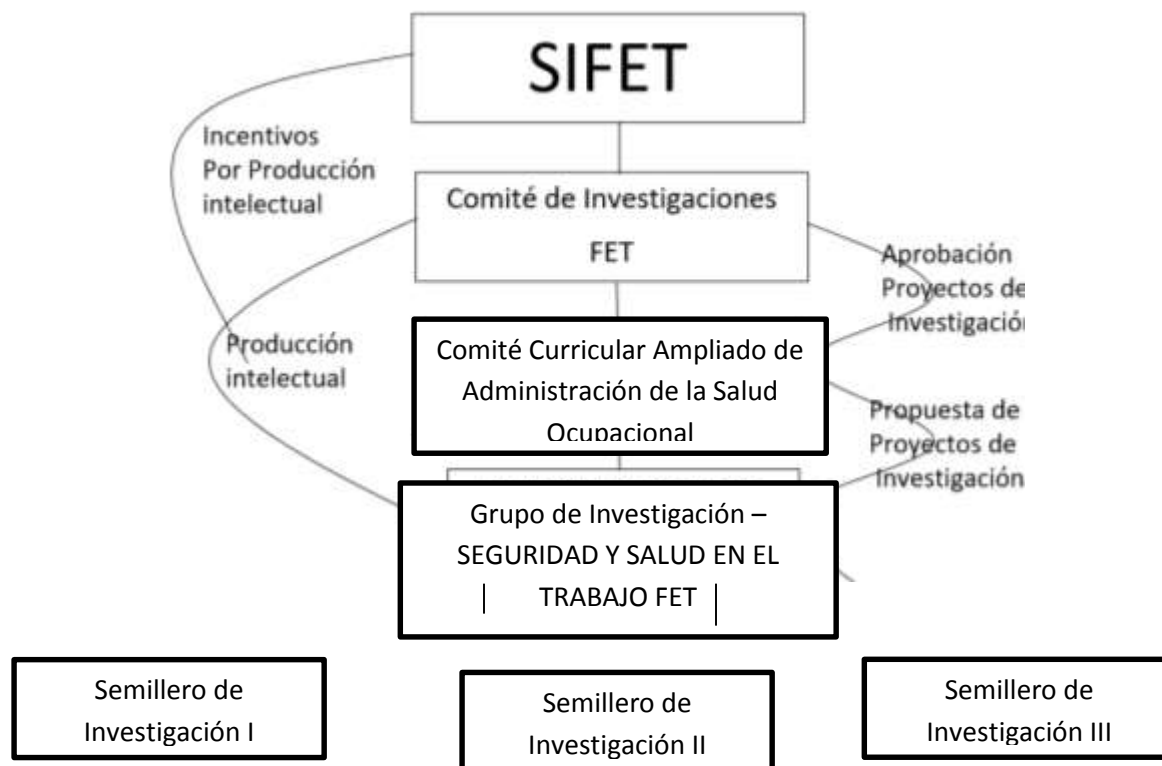 SIFET
Incentivos
Por Producción
intelectual
Comité de Investigaciones
FET
Aprobación
Proyectos de
Investigación
Producción
intelectual
Comité Curricular Ampliado de
Administración de la Salud
Ocupacional
Propuesta de
Proyectos de
Investigación
Grupo de Investigación –
SEGURIDAD Y SALUD EN EL
TRABAJO FET
Semillero de
Investigación I
Semillero de
Investigación II
Semillero de
Investigación III